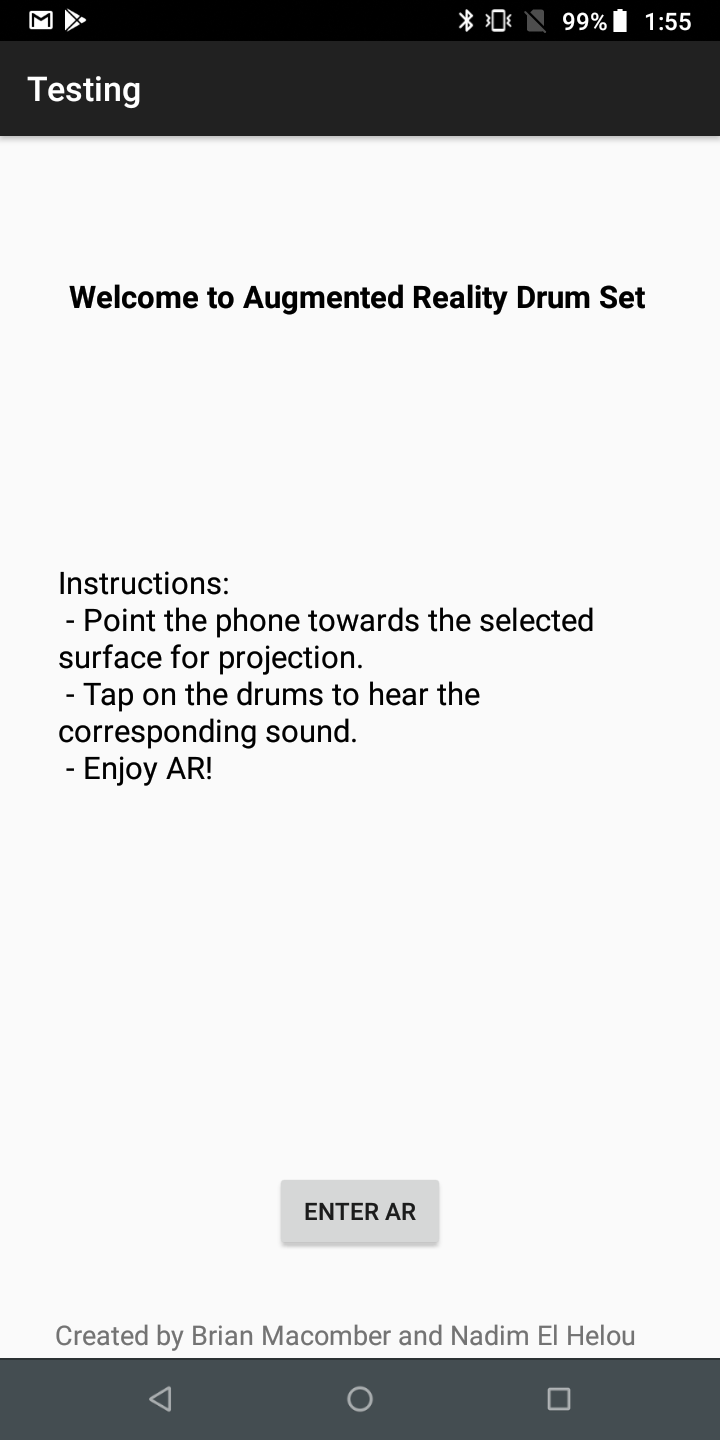 99% 1:55
Testing
Welcome to Augmented Reality Drum Set
Instructions:
- Point the phone towards the selected
surface for projection.
- Tap on the drums to hear the
corresponding sound.
- Enjoy AR!
ENTER AR
Created by Brian Macomber and Nadim El Helou